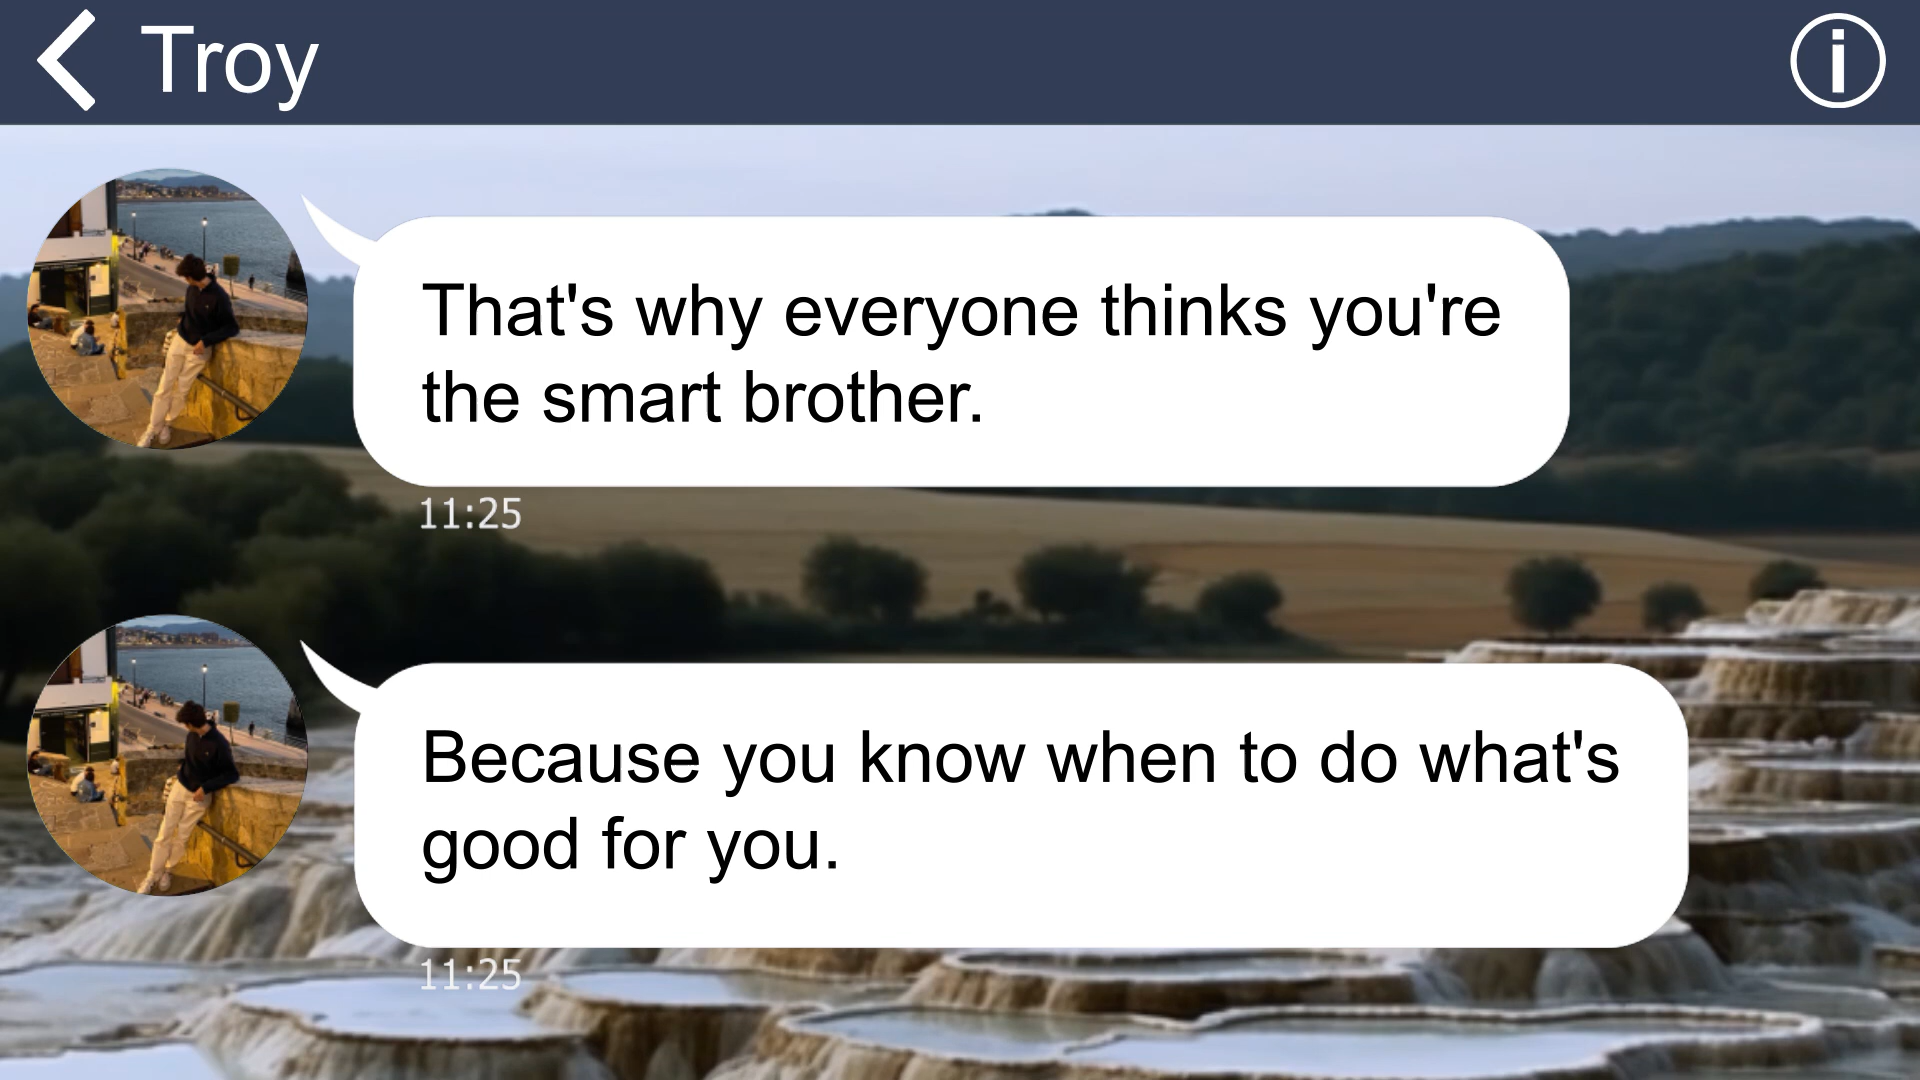 Troy
That's why everyone thinks you're
the smart brother.
11:25
Because you know when to do what's
good for you.
11:25